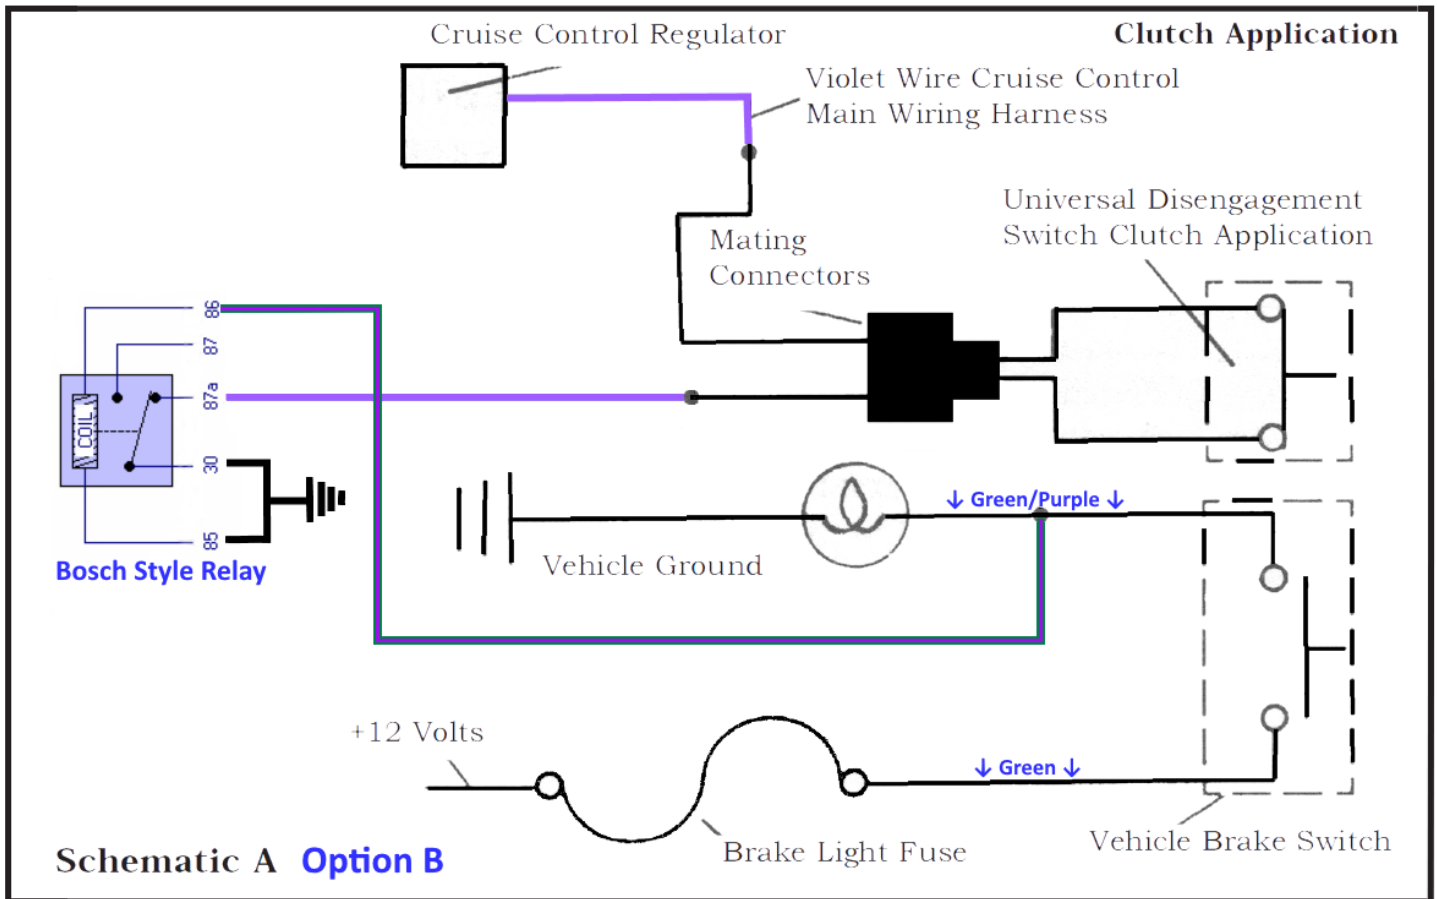 Cruise Control Regulator
Clutch Application
Violet Wire Cruise Control
Main Wiring Harness
Universal Disengagement
Switch Clutch Application
Mating
Connectors
86
87
87a
COIL
30
85
Bosch Style Relay
↓ Green/Purple ↓
Vehicle Ground
+12 Volts
↓ Green ↓
Brake Light Fuse
Vehicle Brake Switch
Schematic A Option B